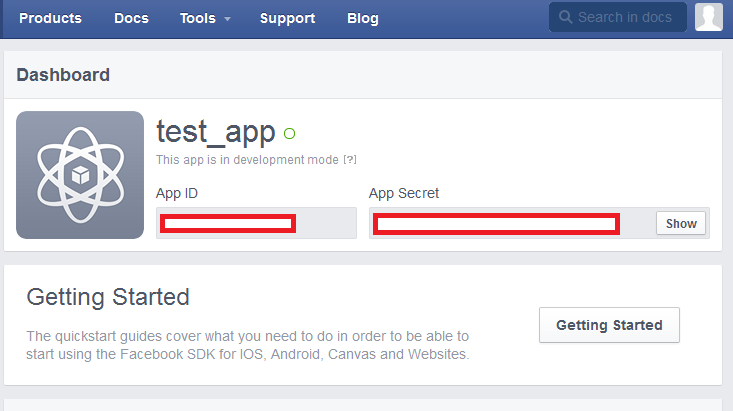 Products Docs Tools Support Blog Search in docs
Dashboard
test_app
This app is in development mode [?]
App ID App Secret
Show
Getting Started
Getting Started
The quickstart guides cover what you need to do in order to be able to
start using the Facebook SDK for IOS, Android, Canvas and Websites.